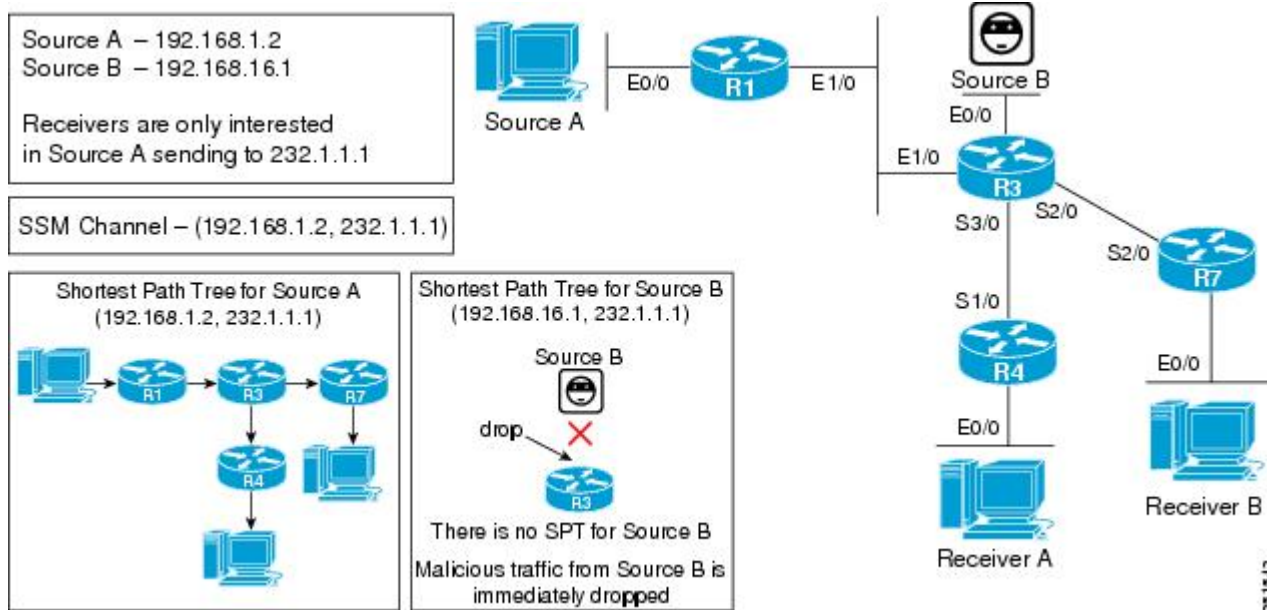 Source A – 192.168.1.2
Source B – 192.168.16.1
Receivers are only interested
in Source A sending to 232.1.1.1
SSM Channel – (192.168.1.2, 232.1.1.1)
Shortest Path Tree for Source A
(192.168.1.2, 232.1.1.1)
R1
R3
R7
R4
Shortest Path Tree for Source B
(192.168.16.1, 232.1.1.1)
Source B
drop
R3
There is no SPT for Source B
Malicious traffic from Source B is
immediately dropped
Source A
E0/0
R1
E1/0
Source B
E0/0
E1/0
R3
S3/0
S2/0
S2/0
R7
S1/0
R4
E0/0
E0/0
Receiver A
Receiver B